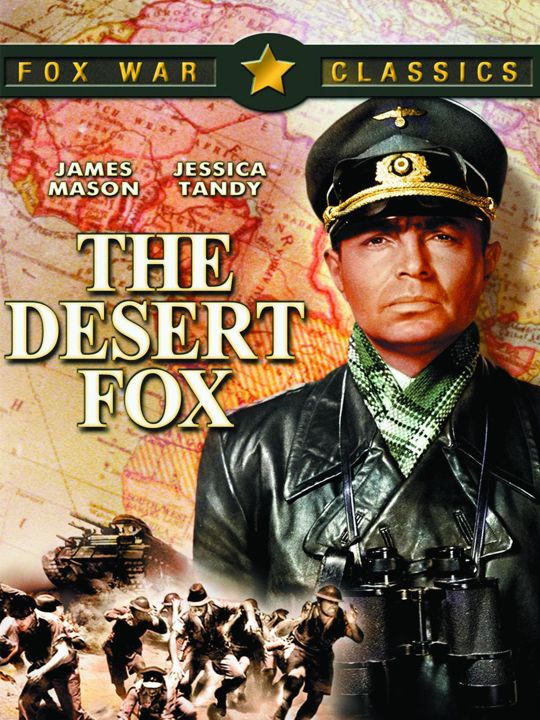 FOX WAR CLASSICS
JAMES JESSICA
MASON TANDY
THE
DESERT
FOX